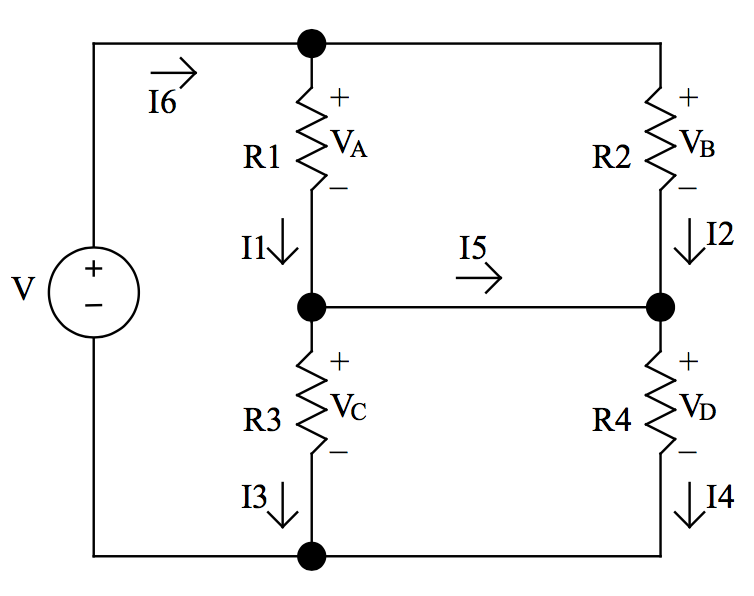 I6
+
R1
VA
−
+
R2
VB
−
I1
I5
I2
V
+
−
+
R3
VC
−
+
R4
VD
−
I3
I4